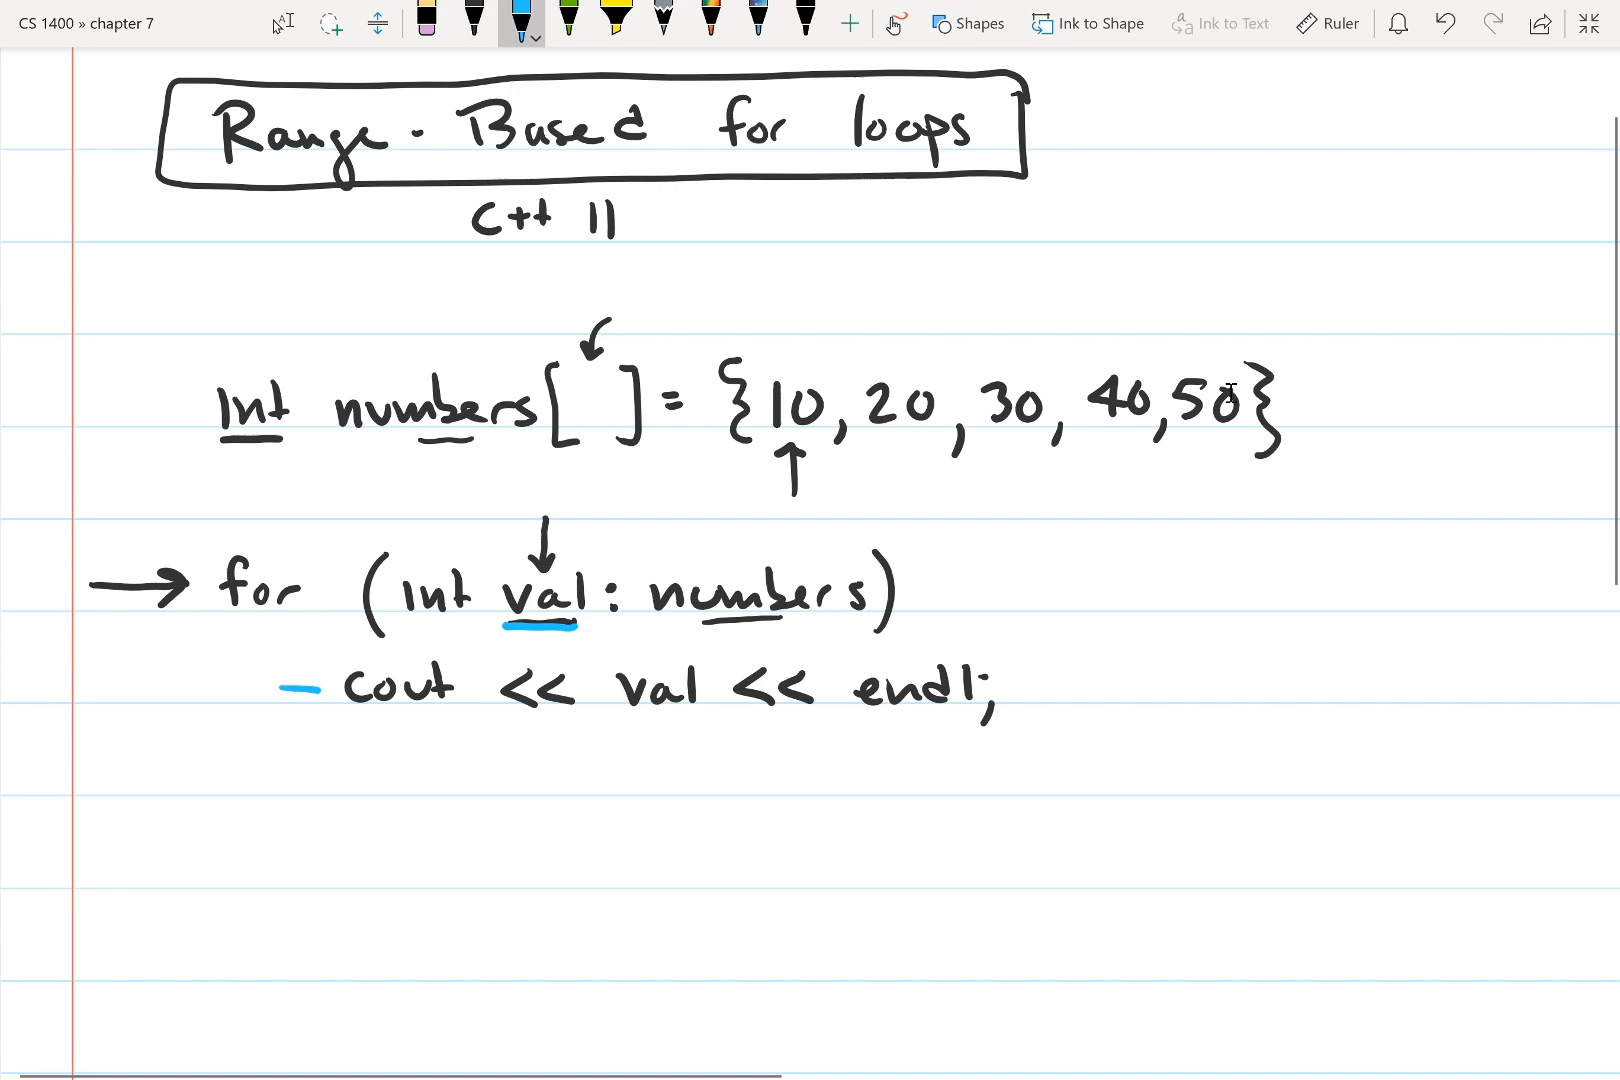 CS 1400 » chapter 7
Shapes Ink to Shape Ink to Text Ruler
Range-Based for loops
C++ 11
int numbers[ ] = {10, 20, 30, 40, 50}
for (int val : numbers)
cout << val << endl;